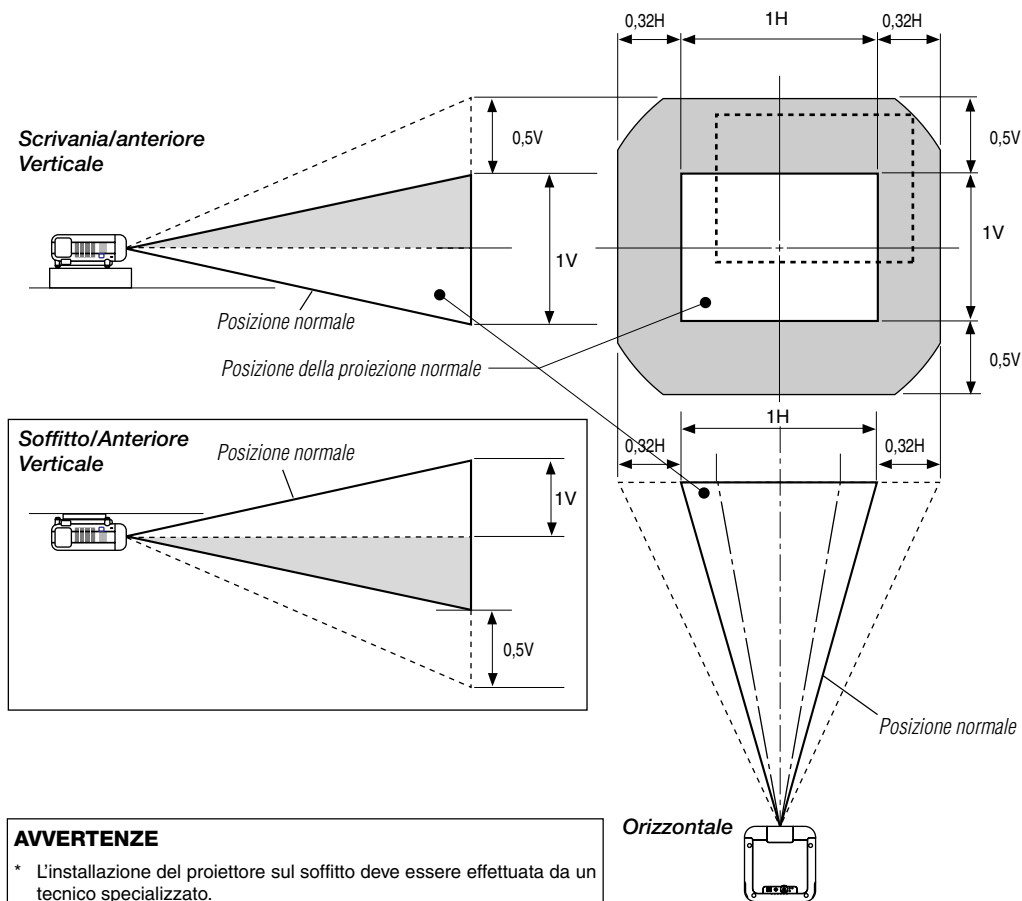 0,32H
1H
0,32H
Scrivania/anteriore
Verticale
0,5V
0,5V
1V
1V
Posizione normale
Posizione della proiezione normale
0,5V
1H
0,32H
0,32H
Soffitto/Anteriore
Verticale
Posizione normale
1V
0,5V
Posizione normale
Orizzontale
AVVERTENZE
* L'installazione del proiettore sul soffitto deve essere effettuata da un
tecnico specializzato.